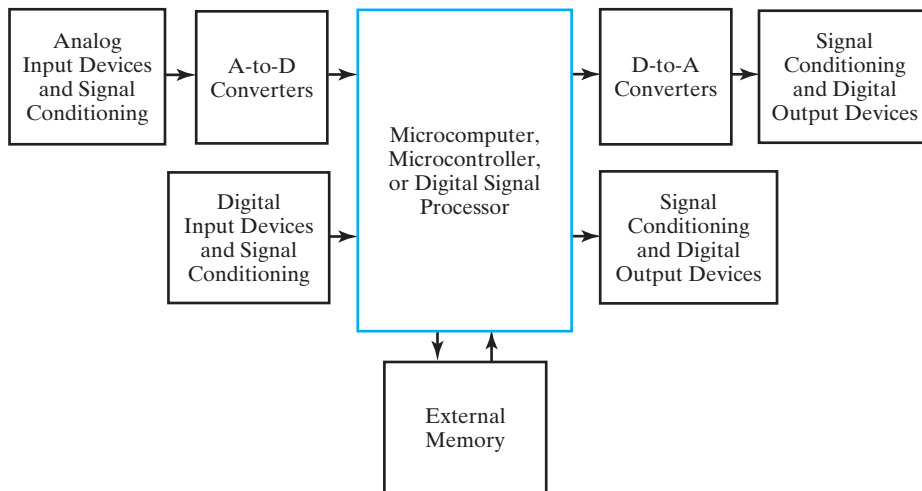 Analog
Input Devices
and Signal
Conditioning
A-to-D
Converters
Microcomputer,
Microcontroller,
or Digital Signal
Processor
D-to-A
Converters
Signal
Conditioning
and Digital
Output Devices
Digital
Input Devices
and Signal
Conditioning
Signal
Conditioning
and Digital
Output Devices
External
Memory